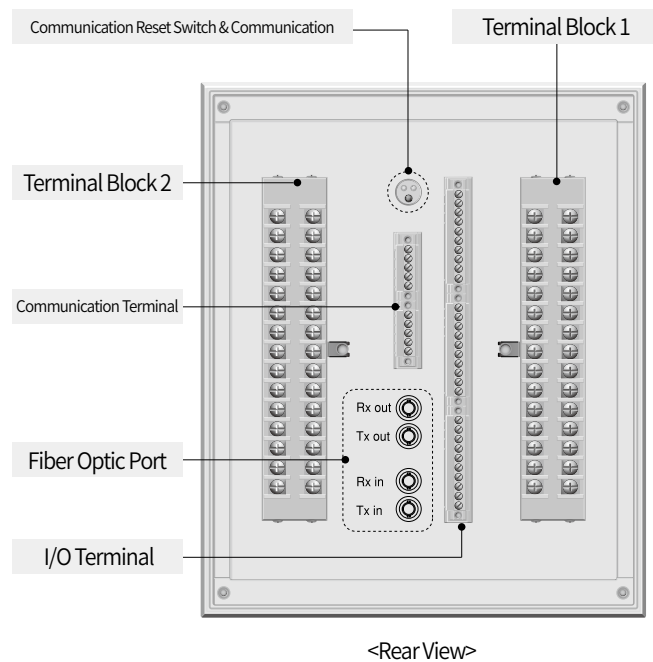 Communication Reset Switch & Communication
Terminal Block 1
Terminal Block 2
Communication Terminal
Rx out
Tx out
Fiber Optic Port
Rx in
Tx in
I/O Terminal
<Rear View>